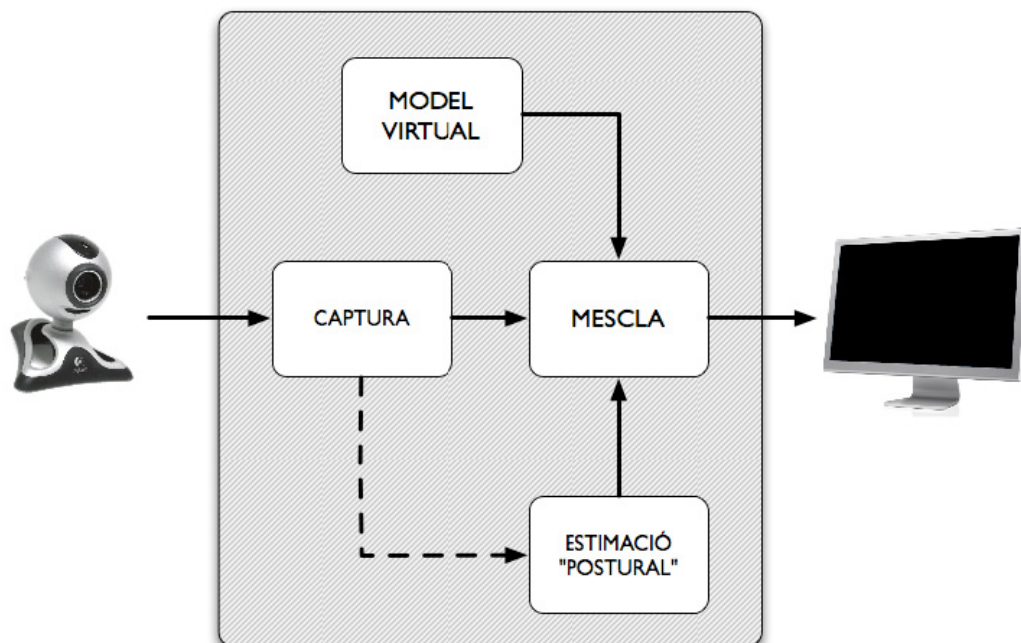 MODEL
VIRTUAL
CAPTURA
MESCLA
ESTIMACIÓ
"POSTURAL"